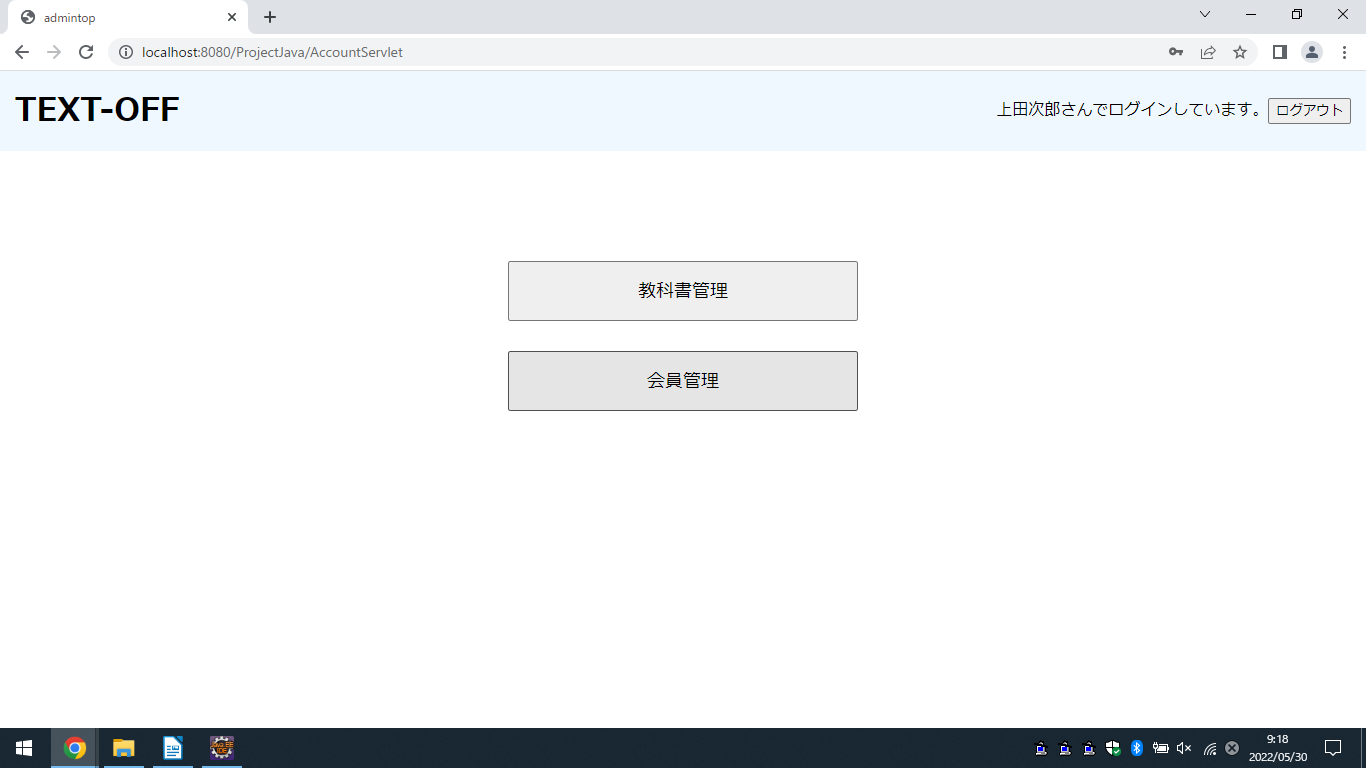 admintop
localhost:8080/ProjectJava/AccountServlet
TEXT-OFF
上田次郎さんでログインしています。 ログアウト
教科書管理
会員管理
9:18
2022/05/30